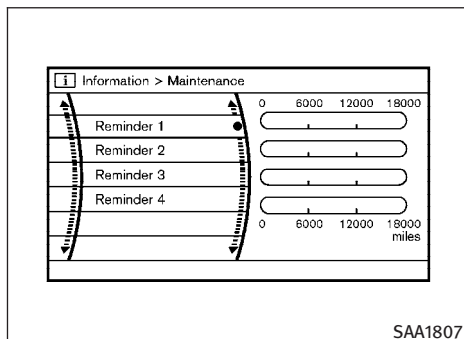 i Information > Maintenance
0 6000 12000 18000
Reminder 1
Reminder 2
Reminder 3
Reminder 4
0 6000 12000 18000
miles
SAA1807